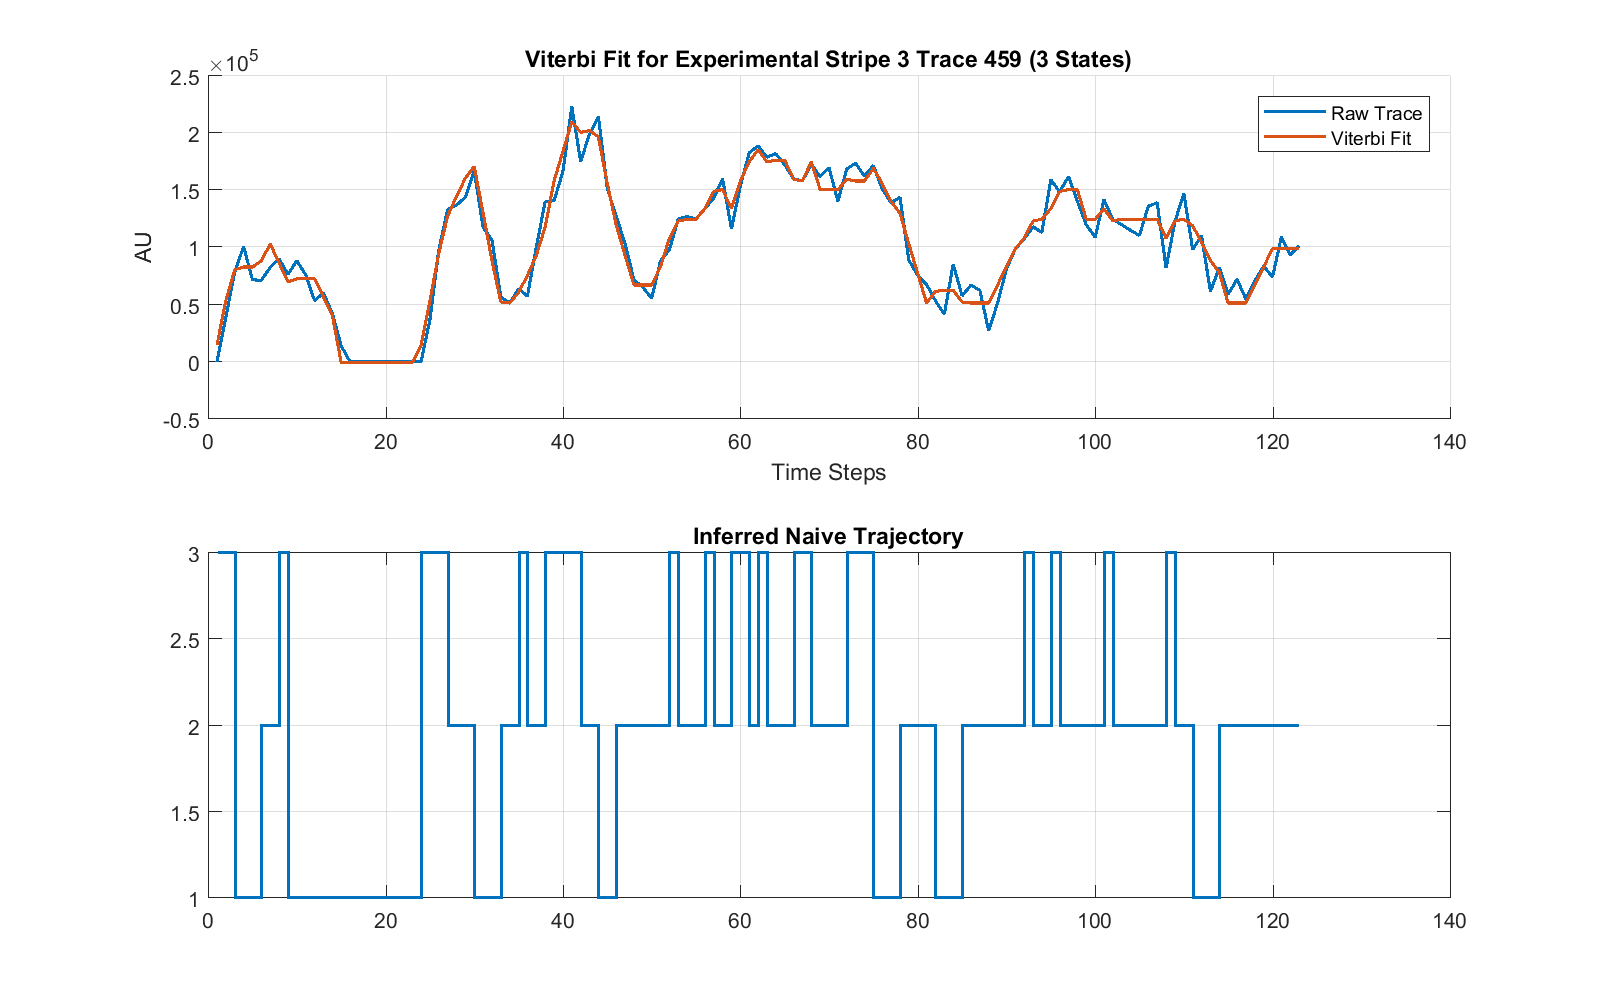 Viterbi Fit for Experimental Stripe 3 Trace 459 (3 States)
×10⁵
2.5
2
1.5
1
0.5
0
-0.5
AU
Raw Trace
Viterbi Fit
0 20 40 60 80 100 120 140
Time Steps
Inferred Naive Trajectory
3
2.5
2
1.5
1
0 20 40 60 80 100 120 140